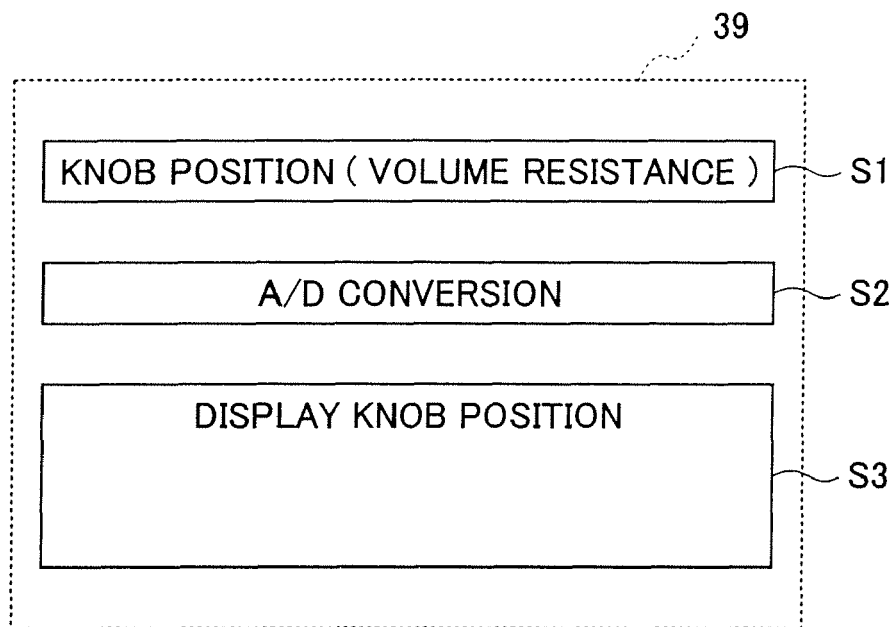 39
KNOB POSITION ( VOLUME RESISTANCE )
S1
A/D CONVERSION
S2
DISPLAY KNOB POSITION
S3